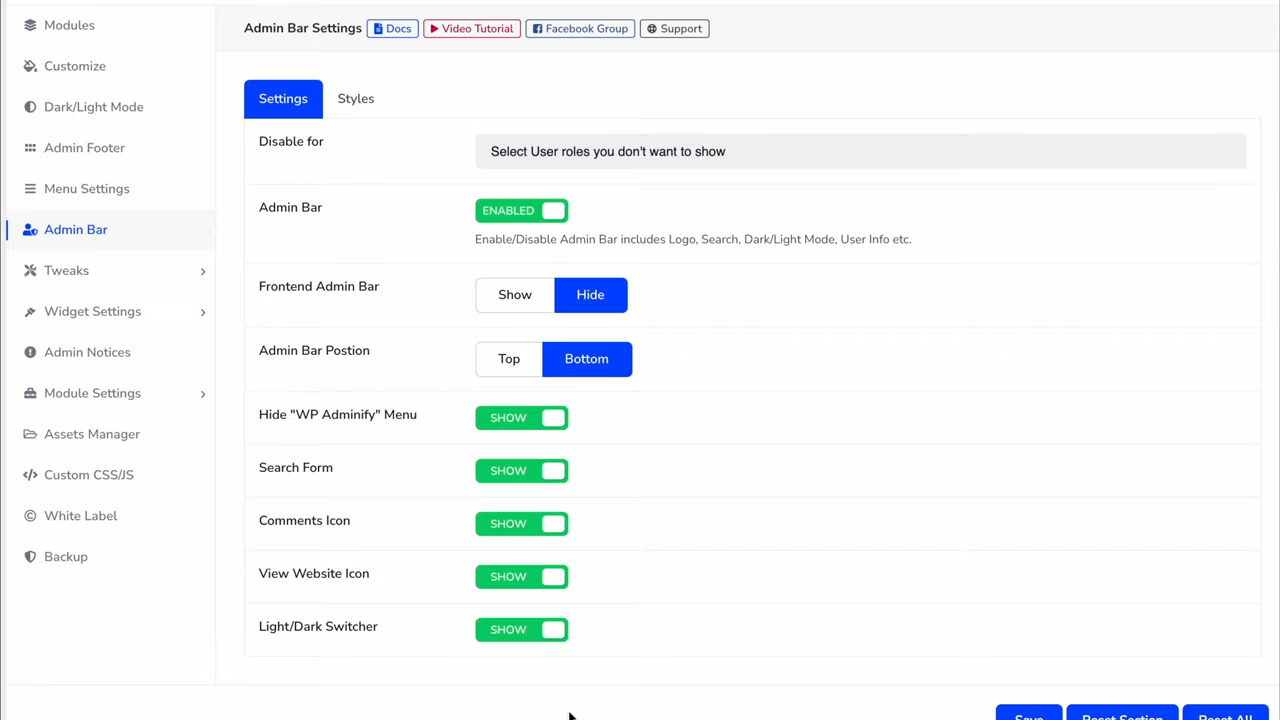 Modules
Customize
Dark/Light Mode
Admin Footer
Menu Settings
Admin Bar
Tweaks
Widget Settings
Admin Notices
Module Settings
Assets Manager
Custom CSS/JS
White Label
Backup
Admin Bar Settings Docs Video Tutorial Facebook Group Support
Settings Styles
Disable for Select User roles you don't want to show
Admin Bar ENABLED
Enable/Disable Admin Bar includes Logo, Search, Dark/Light Mode, User Info etc.
Frontend Admin Bar Show Hide
Admin Bar Postion Top Bottom
Hide "WP Adminify" Menu SHOW
Search Form SHOW
Comments Icon SHOW
View Website Icon SHOW
Light/Dark Switcher SHOW
Save Reset Section Reset All